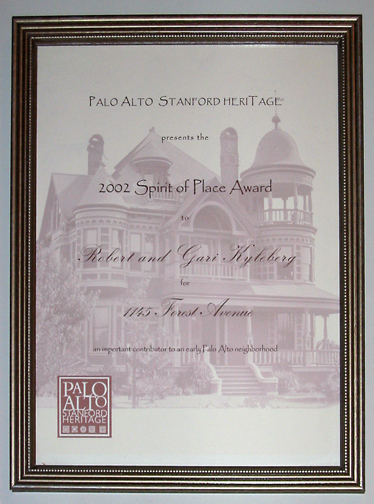 PALO ALTO STANFORD HERITAGE
presents the
2002 Spirit of Place Award
to
Robert and Gari Kyleberg
for
1145 Forest Avenue
an important contributor to an early Palo Alto neighborhood
PALO
ALTO
STANFORD
HERITAGE